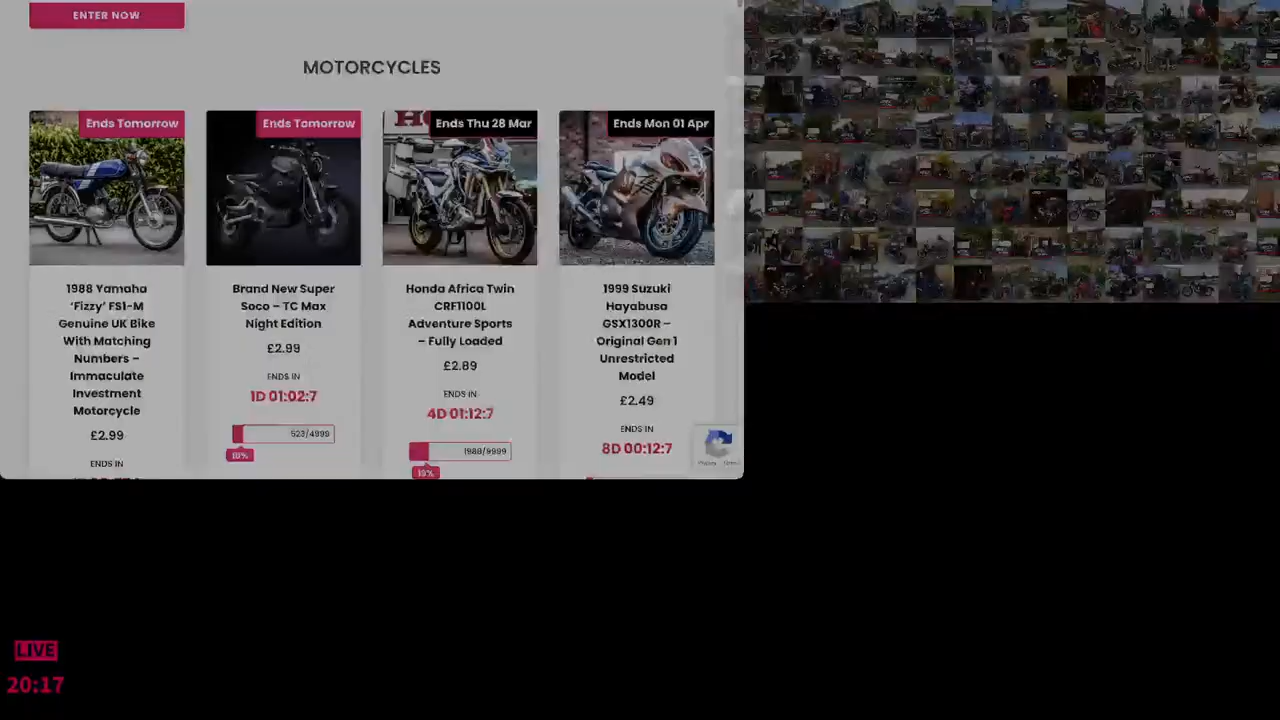 ENTER NOW
MOTORCYCLES
Ends Tomorrow
1988 Yamaha
‘Fizzy’ FS1-M
Genuine UK Bike
With Matching
Numbers –
Immaculate
Investment
Motorcycle
£2.99
ENDS IN
Ends Tomorrow
Brand New Super
Soco – TC Max
Night Edition
£2.99
ENDS IN
1D 01:02:7
523/4999
10%
Ends Thu 28 Mar
Honda Africa Twin
CRF1100L
Adventure Sports
– Fully Loaded
£2.89
ENDS IN
4D 01:12:7
1988/9999
19%
Ends Mon 01 Apr
1999 Suzuki
Hayabusa
GSX1300R –
Original Gen 1
Unrestricted
Model
£2.49
ENDS IN
8D 00:12:7
LIVE
20:17